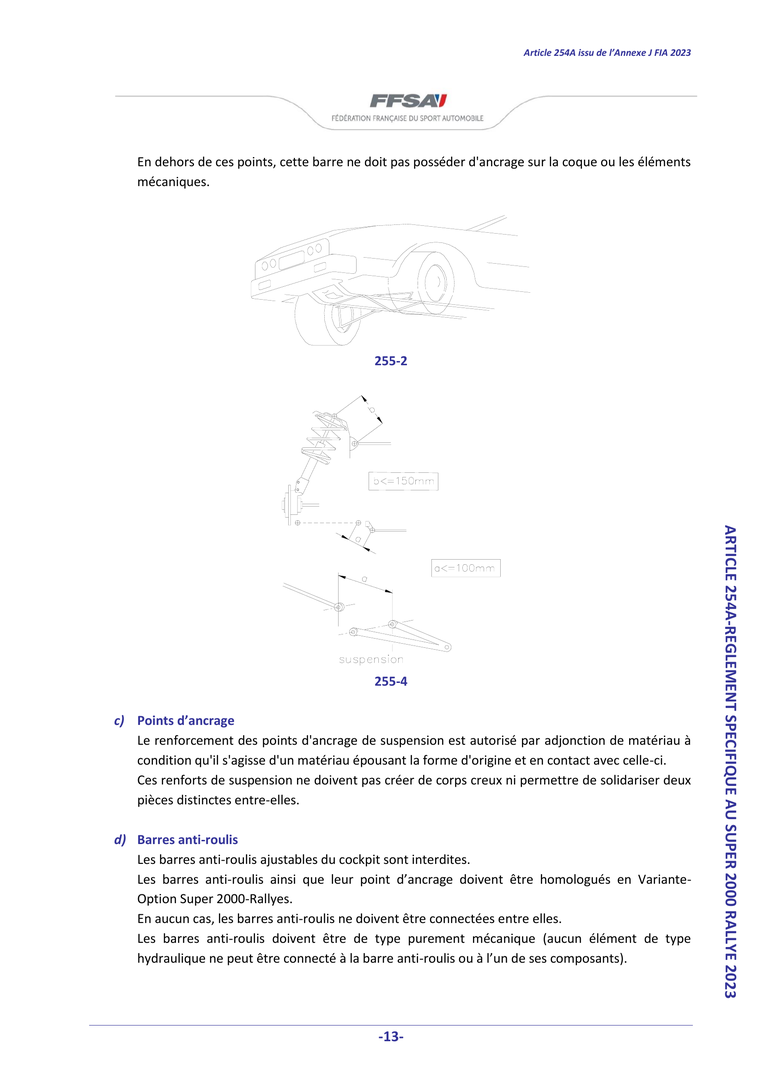 Article 254A issu de l’Annexe J FIA 2023
FFSA
FÉDÉRATION FRANÇAISE DU SPORT AUTOMOBILE
En dehors de ces points, cette barre ne doit pas posséder d'ancrage sur la coque ou les éléments
mécaniques.
255-2
a
a<=150mm
a
a<=100mm
a
suspension
255-4
c) Points d’ancrage
Le renforcement des points d'ancrage de suspension est autorisé par adjonction de matériau à
condition qu'il s'agisse d'un matériau épousant la forme d'origine et en contact avec celle-ci.
Ces renforts de suspension ne doivent pas créer de corps creux ni permettre de solidariser deux
pièces distinctes entre-elles.
d) Barres anti-roulis
Les barres anti-roulis ajustables du cockpit sont interdites.
Les barres anti-roulis ainsi que leur point d’ancrage doivent être homologués en Variante-
Option Super 2000-Rallyes.
En aucun cas, les barres anti-roulis ne doivent être connectées entre elles.
Les barres anti-roulis doivent être de type purement mécanique (aucun élément de type
hydraulique ne peut être connecté à la barre anti-roulis ou à l’un de ses composants).
ARTICLE 254A-REGLEMENT SPECIFIQUE AU SUPER 2000 RALLYE 2023
-13-